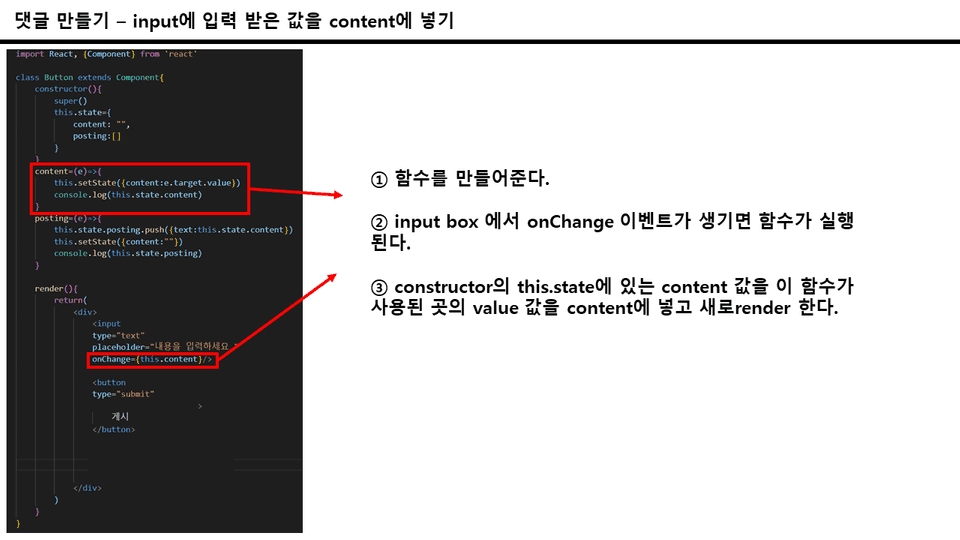 댓글 만들기 – input에 입력 받은 값을 content에 넣기
import React, {Component} from 'react'
class Button extends Component{
constructor(){
super()
this.state={
content: "",
posting:[]
}
}
content=(e)=>{
this.setState({content:e.target.value})
console.log(this.state.content)
}
posting=(e)=>{
this.state.posting.push({text:this.state.content})
this.setState({content:""})
console.log(this.state.posting)
}
render(){
return(
<div>
<input
type="text"
placeholder="내용을 입력하세요."
onChange={this.content}/>
<button
type="submit"
>
게시
</button>
</div>
)
}
}
① 함수를 만들어준다.
② input box 에서 onChange 이벤트가 생기면 함수가 실행
된다.
③ constructor의 this.state에 있는 content 값을 이 함수가
사용된 곳의 value 값을 content에 넣고 새로render 한다.